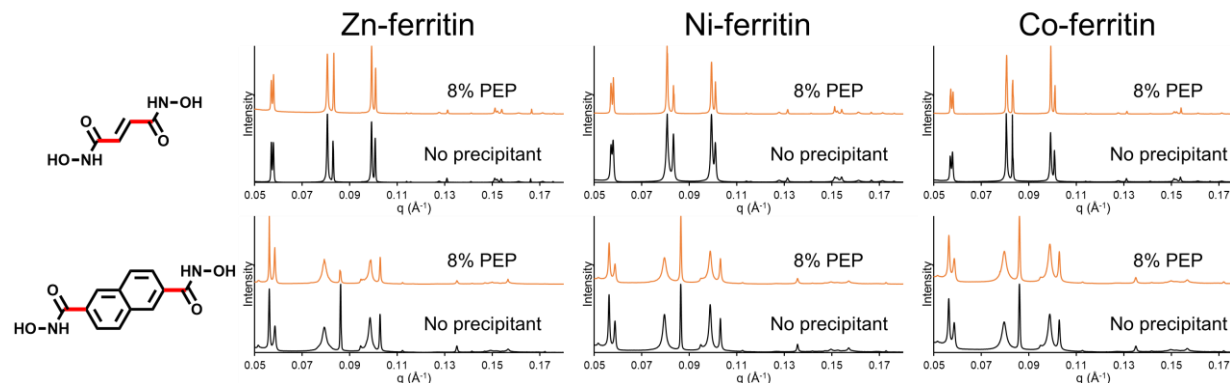 Zn-ferritin
Ni-ferritin
Co-ferritin
HN-OH
O
O
HO-NH
Intensity
8% PEP
No precipitant
0.05 0.07 0.09 0.11 0.13 0.15 0.17
q (Å⁻¹)
Intensity
8% PEP
No precipitant
0.05 0.07 0.09 0.11 0.13 0.15 0.17
q (Å⁻¹)
Intensity
8% PEP
No precipitant
0.05 0.07 0.09 0.11 0.13 0.15 0.17
q (Å⁻¹)
HN-OH
O
O
HO-NH
Intensity
8% PEP
No precipitant
0.05 0.07 0.09 0.11 0.13 0.15 0.17
q (Å⁻¹)
Intensity
8% PEP
No precipitant
0.05 0.07 0.09 0.11 0.13 0.15 0.17
q (Å⁻¹)
Intensity
8% PEP
No precipitant
0.05 0.07 0.09 0.11 0.13 0.15 0.17
q (Å⁻¹)